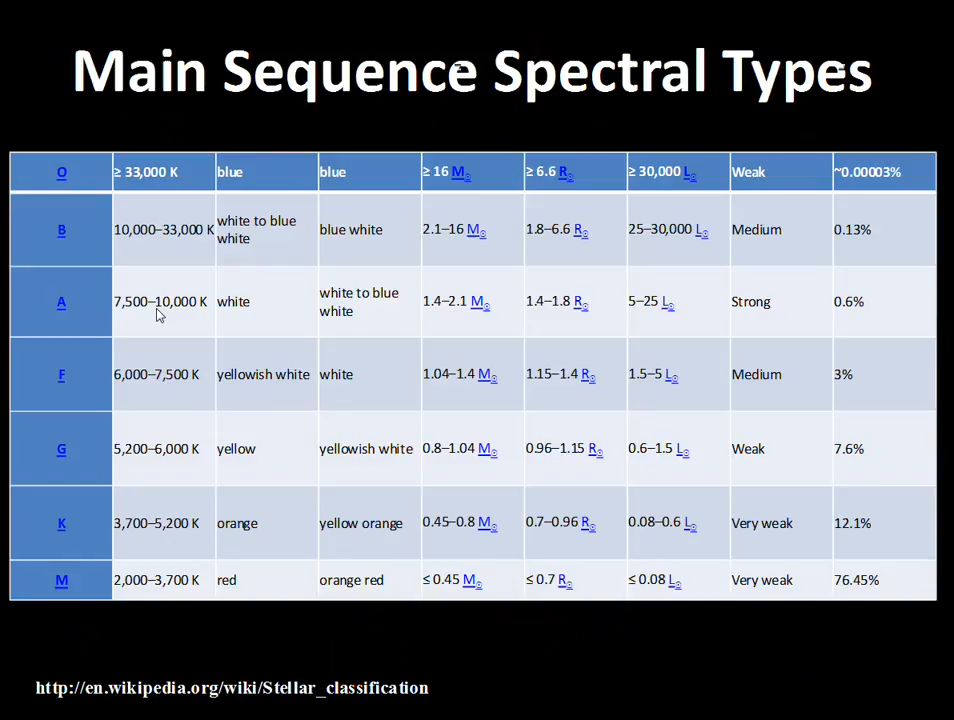 Main Sequence Spectral Types
O ≥ 33,000 K blue blue ≥ 16 M☉ ≥ 6.6 R☉ ≥ 30,000 L☉ Weak ~0.00003%
B 10,000–33,000 K white to blue white blue white 2.1–16 M☉ 1.8–6.6 R☉ 25–30,000 L☉ Medium 0.13%
A 7,500–10,000 K white white to blue white 1.4–2.1 M☉ 1.4–1.8 R☉ 5–25 L☉ Strong 0.6%
F 6,000–7,500 K yellowish white white 1.04–1.4 M☉ 1.15–1.4 R☉ 1.5–5 L☉ Medium 3%
G 5,200–6,000 K yellow yellowish white 0.8–1.04 M☉ 0.96–1.15 R☉ 0.6–1.5 L☉ Weak 7.6%
K 3,700–5,200 K orange yellow orange 0.45–0.8 M☉ 0.7–0.96 R☉ 0.08–0.6 L☉ Very weak 12.1%
M 2,000–3,700 K red orange red ≤ 0.45 M☉ ≤ 0.7 R☉ ≤ 0.08 L☉ Very weak 76.45%
http://en.wikipedia.org/wiki/Stellar_classification